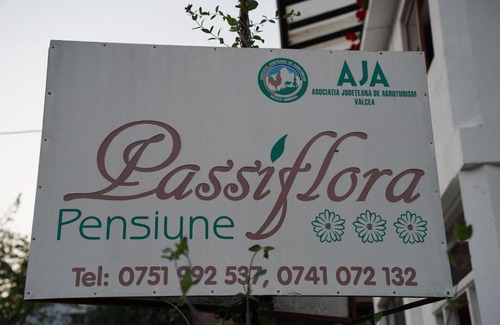 AJA
ASOCIAȚIA JUDEȚEANĂ DE AGROTURISM
VÂLCEA
Passiflora
Pensiune
Tel: 0751 992 537, 0741 072 132